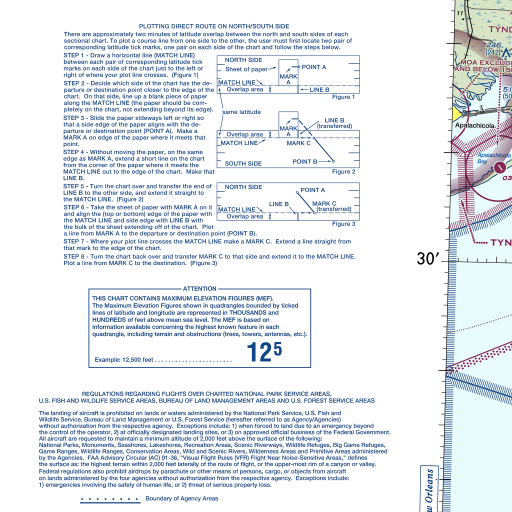 PLOTTING DIRECT ROUTE ON NORTH/SOUTH SIDE
There are approximately two minutes of latitude overlap between the north and south sides of each
sectional chart. To plot a course line from one side to the other, the user must first locate two pair of
corresponding latitude tick marks, one pair on each side of the chart and follow the steps below.
STEP 1 - Draw a horizontal line (MATCH LINE)
between each pair of corresponding latitude tick
marks on each side of the chart just to the left or
right of where your plot line crosses. (Figure 1)
STEP 2 - Decide which side of the chart has the de-
parture or destination point closer to the edge of the
chart. On that side, line up a blank piece of paper
along the MATCH LINE (the paper should be com-
pletely on the chart, not extending beyond its edge).
STEP 3 - Slide the paper sideways left or right so
that a side edge of the paper aligns with the de-
parture or destination point (POINT A). Make a
MARK A on edge of the paper where it meets that
point.
STEP 4 - Without moving the paper, on the same
edge as MARK A, extend a short line on the chart
from the corner of the paper where it meets the
MATCH LINE out to the edge of the chart. Make that
LINE B.
STEP 5 - Turn the chart over and transfer the end of
LINE B to the other side, and extend it straight to
the MATCH LINE. (Figure 2)
STEP 6 - Take the sheet of paper with MARK A on it
and align the (top or bottom) edge of the paper with
the MATCH LINE and side edge with LINE B with
the bulk of the sheet extending off of the chart. Plot
a line from MARK A to the departure or destination point (POINT B).
STEP 7 - Where your plot line crosses the MATCH LINE make a MARK C. Extend a line straight from
that mark to the edge of the chart.
STEP 8 - Turn the chart back over and transfer MARK C to that side and extend it to the MATCH LINE.
Plot a line from MARK C to the destination. (Figure 3)
NORTH SIDE
Sheet of paper
POINT A
MARK
A
MATCH LINE
Overlap area
LINE B
Figure 1
same latitude
LINE B
(transferred)
MARK
A
Overlap area
MATCH LINE
MARK C
POINT B
SOUTH SIDE
Figure 2
NORTH SIDE
POINT A
LINE B
MARK C
(transferred)
MATCH LINE
Overlap area
Figure 3
ATTENTION
THIS CHART CONTAINS MAXIMUM ELEVATION FIGURES (MEF).
The Maximum Elevation Figures shown in quadrangles bounded by ticked
lines of latitude and longitude are represented in THOUSANDS and
HUNDREDS of feet above mean sea level. The MEF is based on
information available concerning the highest known feature in each
quadrangle, including terrain and obstructions (trees, towers, antennas, etc.).
Example: 12,500 feet . . . . . . . . . . . . . . . . . . . . . . 12 5
REGULATIONS REGARDING FLIGHTS OVER CHARTED NATIONAL PARK SERVICE AREAS,
U.S. FISH AND WILDLIFE SERVICE AREAS, BUREAU OF LAND MANAGEMENT AREAS AND U.S. FOREST SERVICE AREAS
The landing of aircraft is prohibited on lands or waters administered by the National Park Service, U.S. Fish and
Wildlife Service, Bureau of Land Management or U.S. Forest Service (hereafter referred to as Agency/Agencies)
without authorization from the respective agency. Exceptions include: 1) when forced to land due to an emergency beyond
the control of the operator, 2) at officially designated landing sites, or 3) on approved official business of the Federal Government.
All aircraft are requested to maintain a minimum altitude of 2,000 feet above the surface of the following:
National Parks, Monuments, Seashores, Lakeshores, Recreation Areas, Scenic Riverways, Wildlife Refuges, Big Game Refuges,
Game Ranges, Wildlife Ranges, Conservation Areas, Wild and Scenic Rivers, Wilderness Areas and Primitive Areas administered
by the Agencies. FAA Advisory Circular (AC) 91-36, "Visual Flight Rules (VFR) Flight Near Noise-Sensitive Areas," defines
the surface as: the highest terrain within 2,000 feet laterally of the route of flight, or the upper-most rim of a canyon or valley.
Federal regulations also prohibit airdrops by parachute or other means of persons, cargo, or objects from aircraft
on lands administered by the four agencies without authorization from the respective agency. Exceptions include:
1) emergencies involving the safety of human life, or 2) threat of serious property loss.
Boundary of Agency Areas
TYND
246
MOA EXCLU
AND BELOW 15
Apalachicola
Apalachicola
Bay
30'
TYN
w Orleans